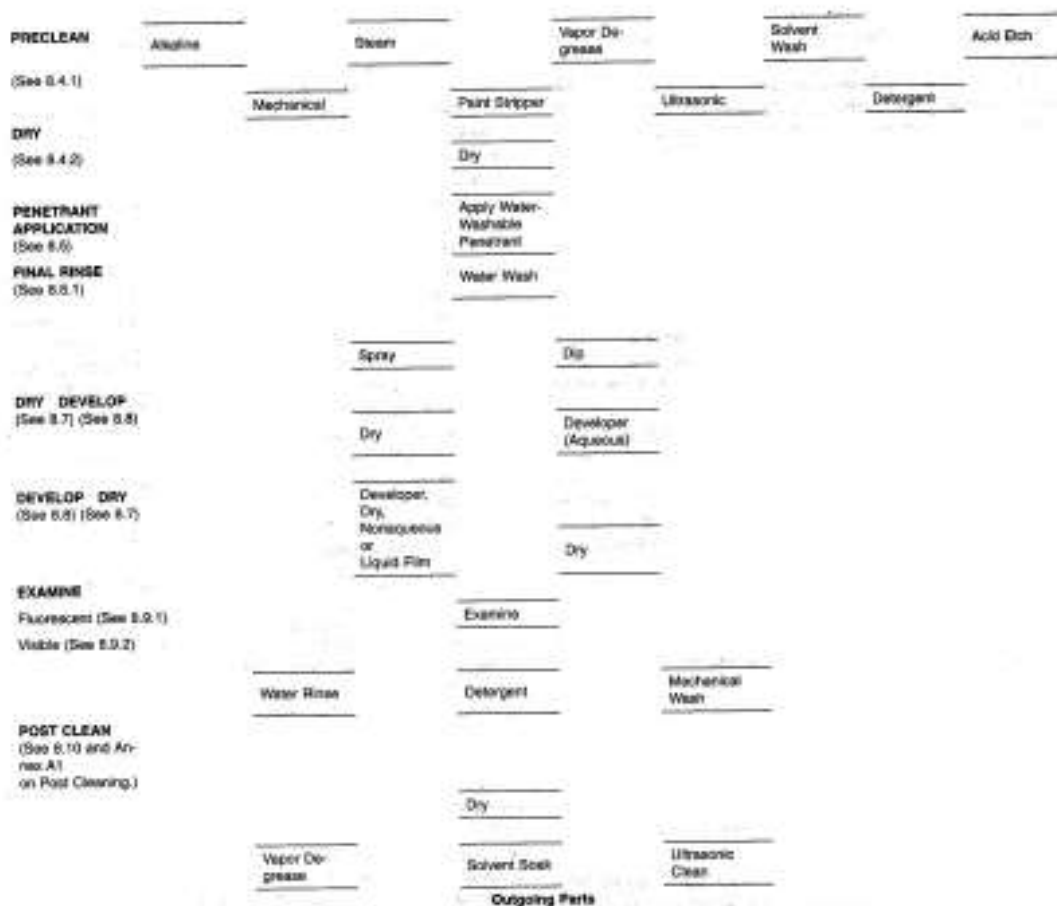 PRECLEAN
Alkaline
Steam
Vapor De-
grease
Solvent
Wash
Acid Etch
(See 8.4.1)
Mechanical
Paint Stripper
Ultrasonic
Detergent
DRY
(See 8.4.2)
Dry
PENETRANT
APPLICATION
(See 8.5)
Apply Water-
Washable
Penetrant
FINAL RINSE
(See 8.6.1)
Water Wash
Spray
Dip
DRY DEVELOP
(See 8.7) (See 8.8)
Dry
Developer
(Aqueous)
DEVELOP DRY
(See 8.8) (See 8.7)
Developer,
Dry,
Nonaqueous
or
Liquid Film
Dry
EXAMINE
Fluorescent (See 8.9.1)
Visible (See 8.9.2)
Examine
Water Rinse
Detergent
Mechanical
Wash
POST CLEAN
(See 8.10 and An-
nex A1
on Post Cleaning.)
Dry
Vapor De-
grease
Solvent Soak
Ultrasonic
Clean
Outgoing Parts